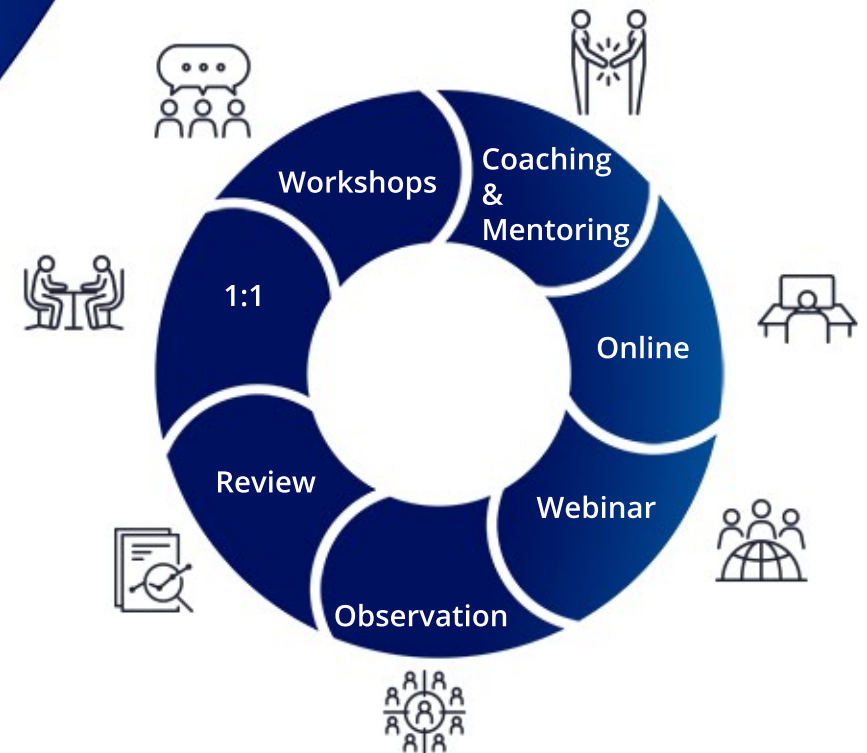 Workshops
Coaching
&
Mentoring
1:1
Online
Review
Webinar
Observation